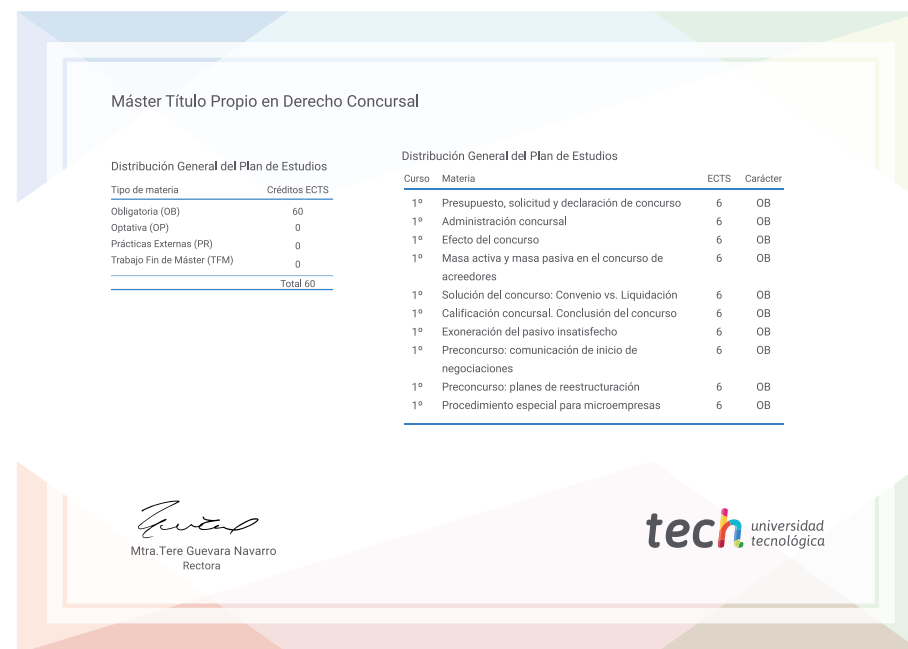 Máster Título Propio en Derecho Concursal
Distribución General del Plan de Estudios
Tipo de materia Créditos ECTS
Obligatoria (OB) 60
Optativa (OP) 0
Prácticas Externas (PR) 0
Trabajo Fin de Máster (TFM) 0
Total 60
Distribución General del Plan de Estudios
Curso Materia ECTS Carácter
1º Presupuesto, solicitud y declaración de concurso 6 OB
1º Administración concursal 6 OB
1º Efecto del concurso 6 OB
1º Masa activa y masa pasiva en el concurso de 6 OB
acreedores
1º Solución del concurso: Convenio vs. Liquidación 6 OB
1º Calificación concursal. Conclusión del concurso 6 OB
1º Exoneración del pasivo insatisfecho 6 OB
1º Preconcurso: comunicación de inicio de 6 OB
negociaciones
1º Preconcurso: planes de reestructuración 6 OB
1º Procedimiento especial para microempresas 6 OB
Mtra.Tere Guevara Navarro
Rectora
tech universidad
tecnológica